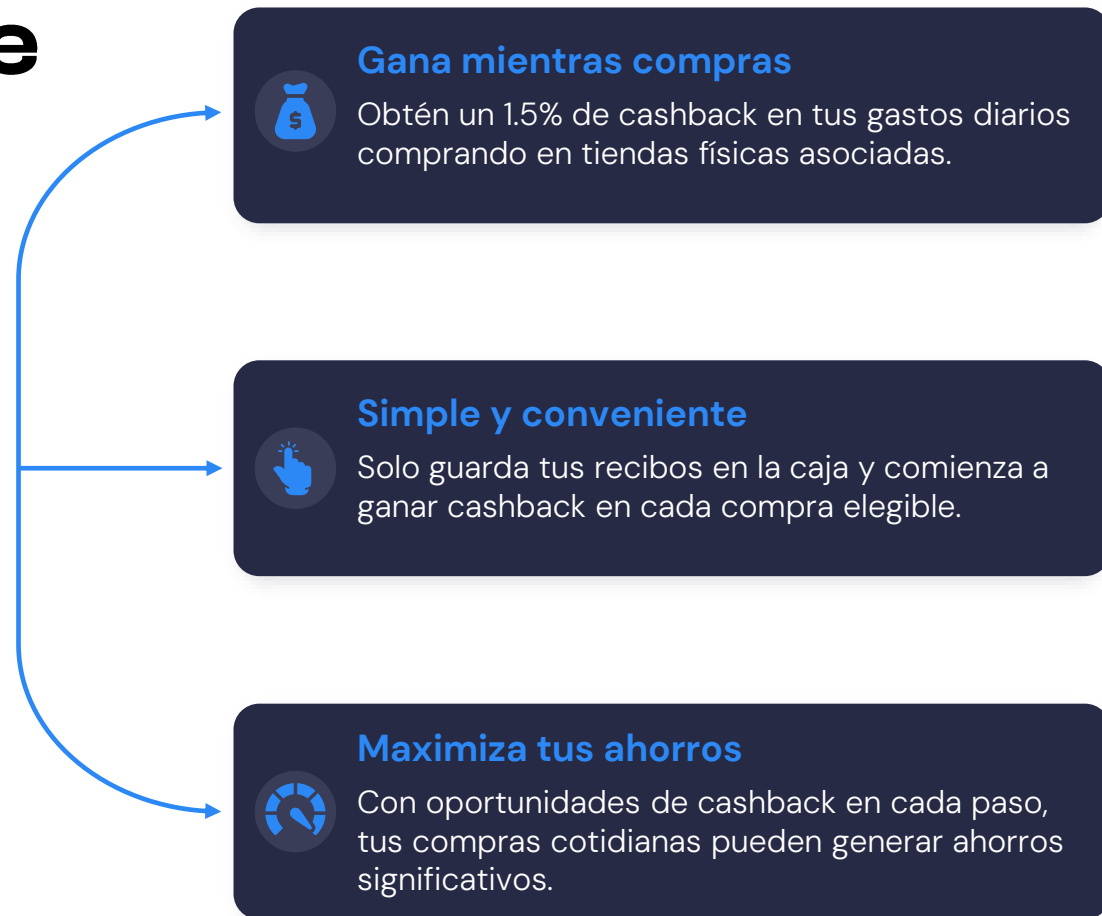 e
Gana mientras compras
Obtén un 1.5% de cashback en tus gastos diarios
comprando en tiendas físicas asociadas.
Simple y conveniente
Solo guarda tus recibos en la caja y comienza a
ganar cashback en cada compra elegible.
Maximiza tus ahorros
Con oportunidades de cashback en cada paso,
tus compras cotidianas pueden generar ahorros
significativos.